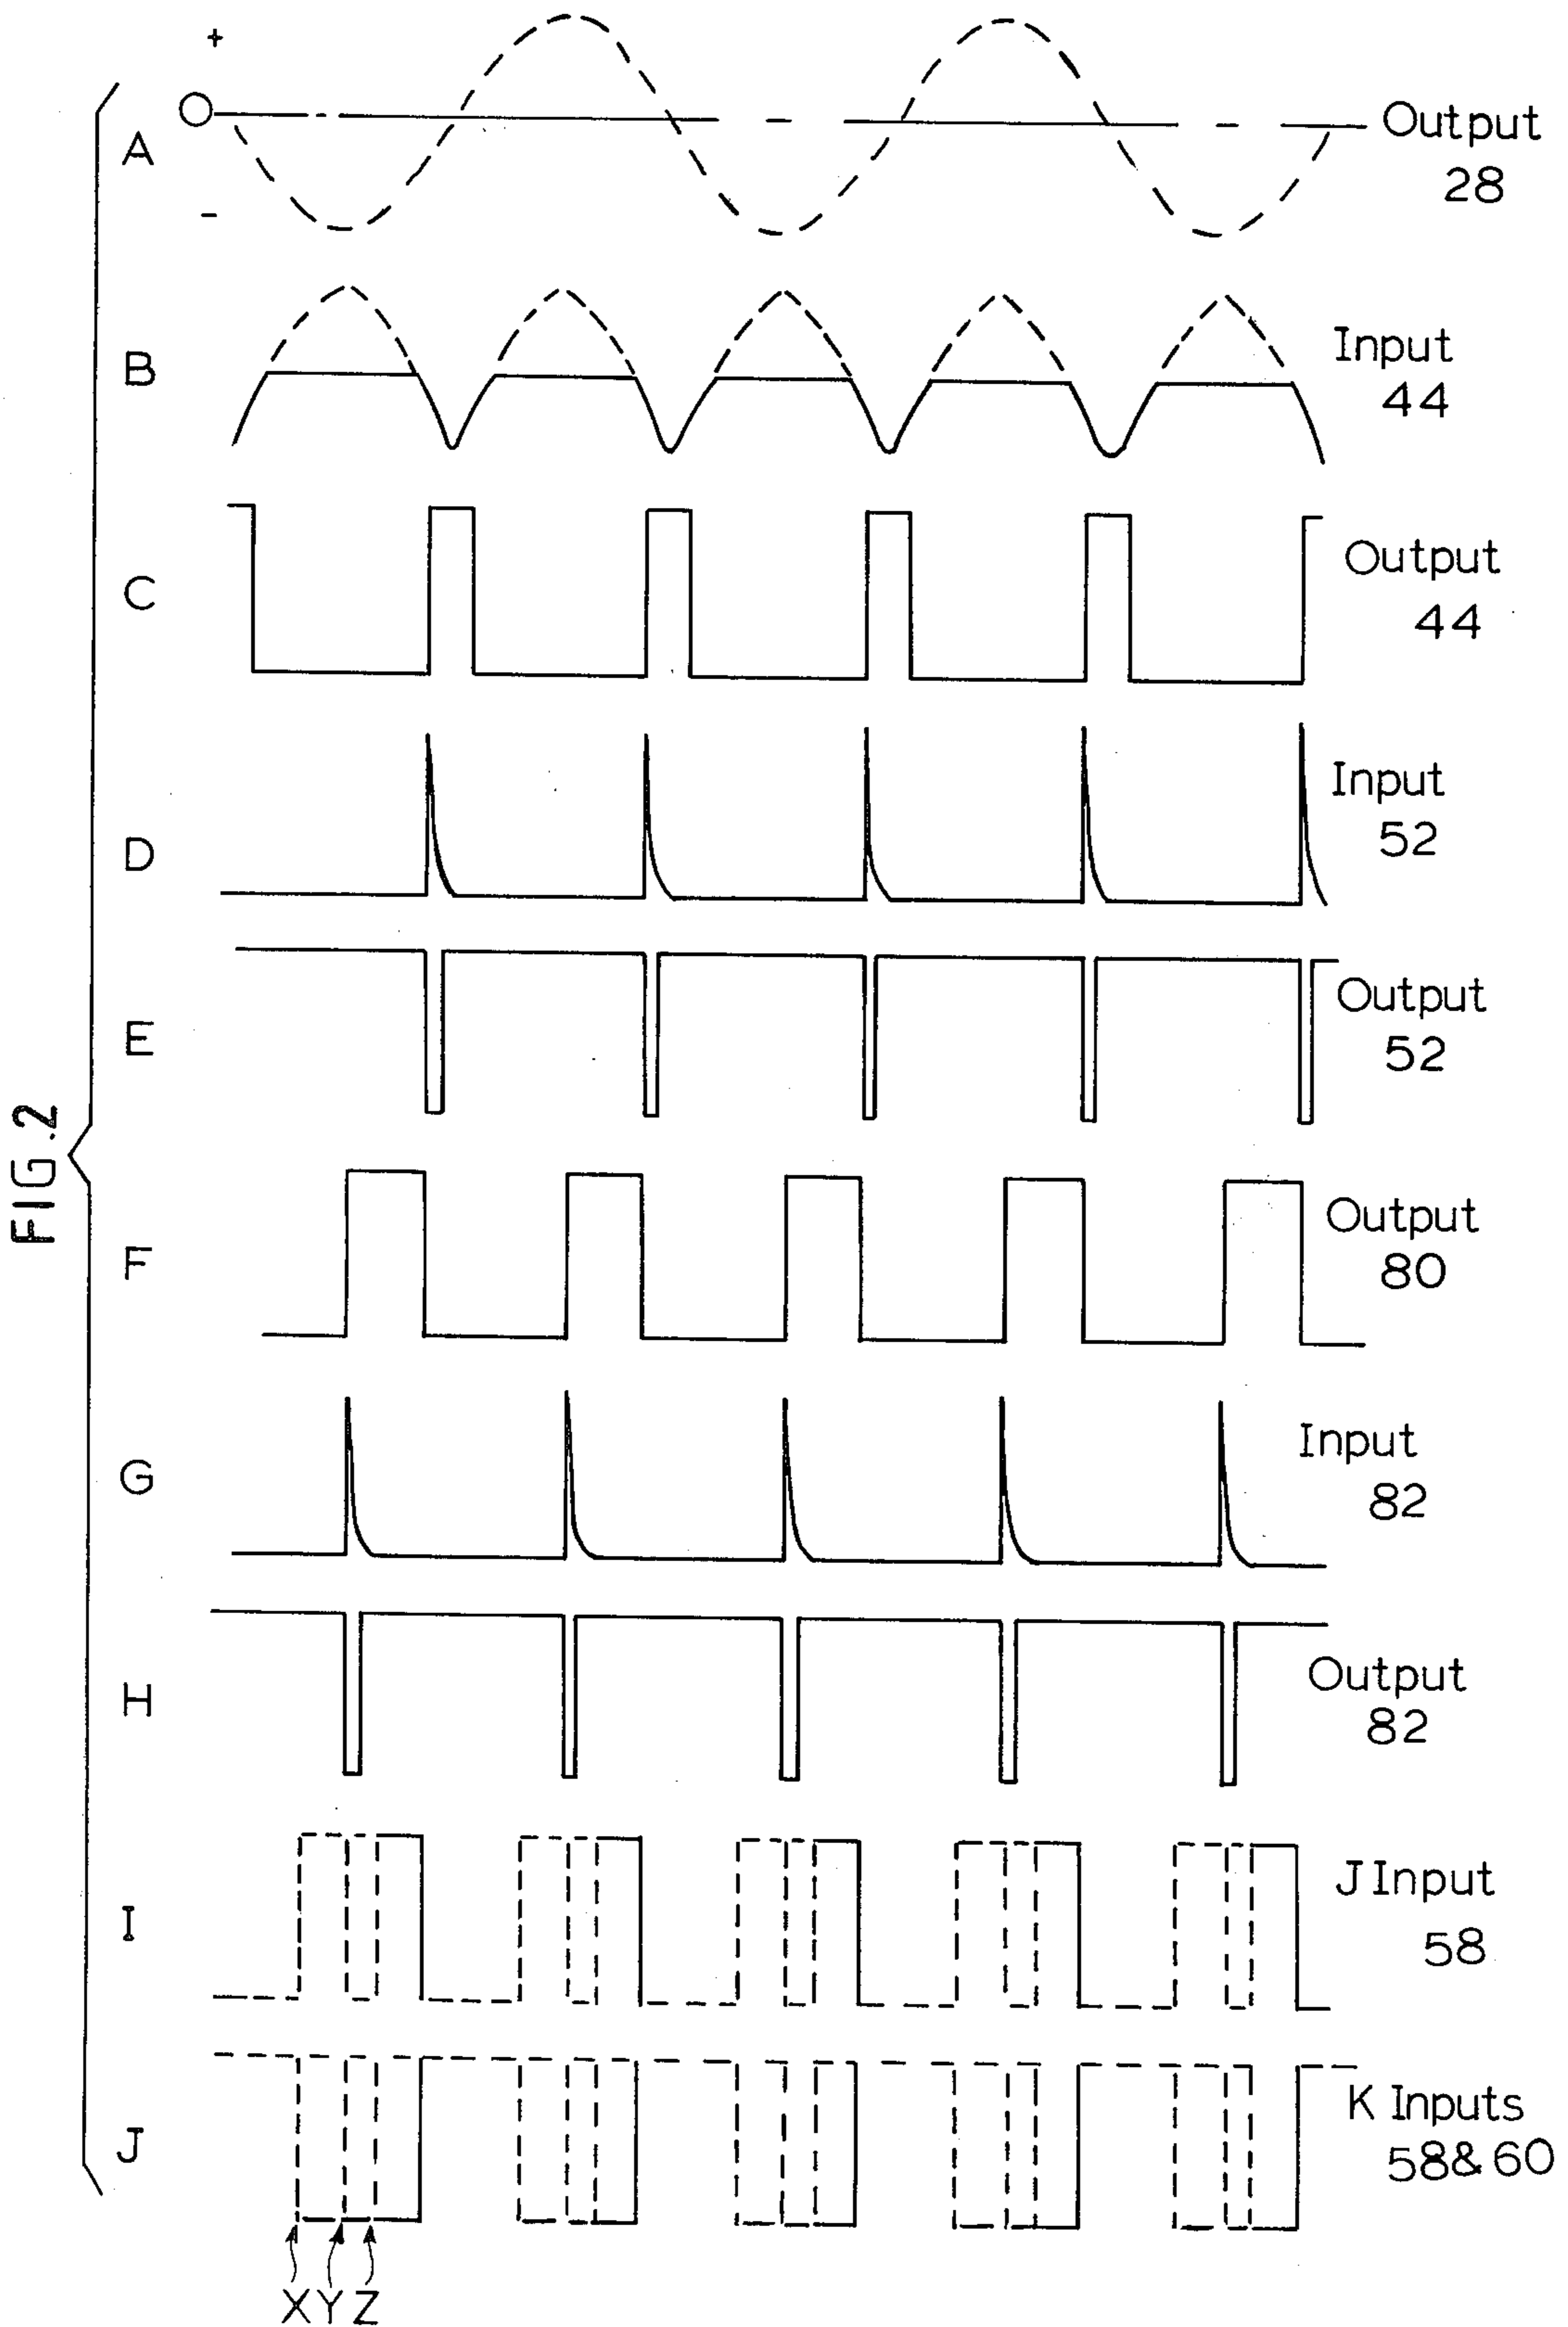 +
O
A
-
Output
28
B
Input
44
C
Output
44
D
Input
52
E
Output
52
FIG.2
F
Output
80
G
Input
82
H
Output
82
I
J Input
58
J
K Inputs
58&60
X Y Z